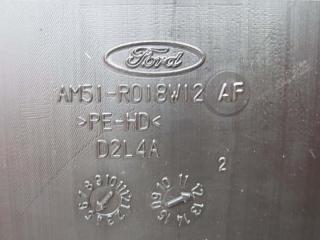 Ford
AM51-R018W12 AF
>PE-HD<
D2L4A
2